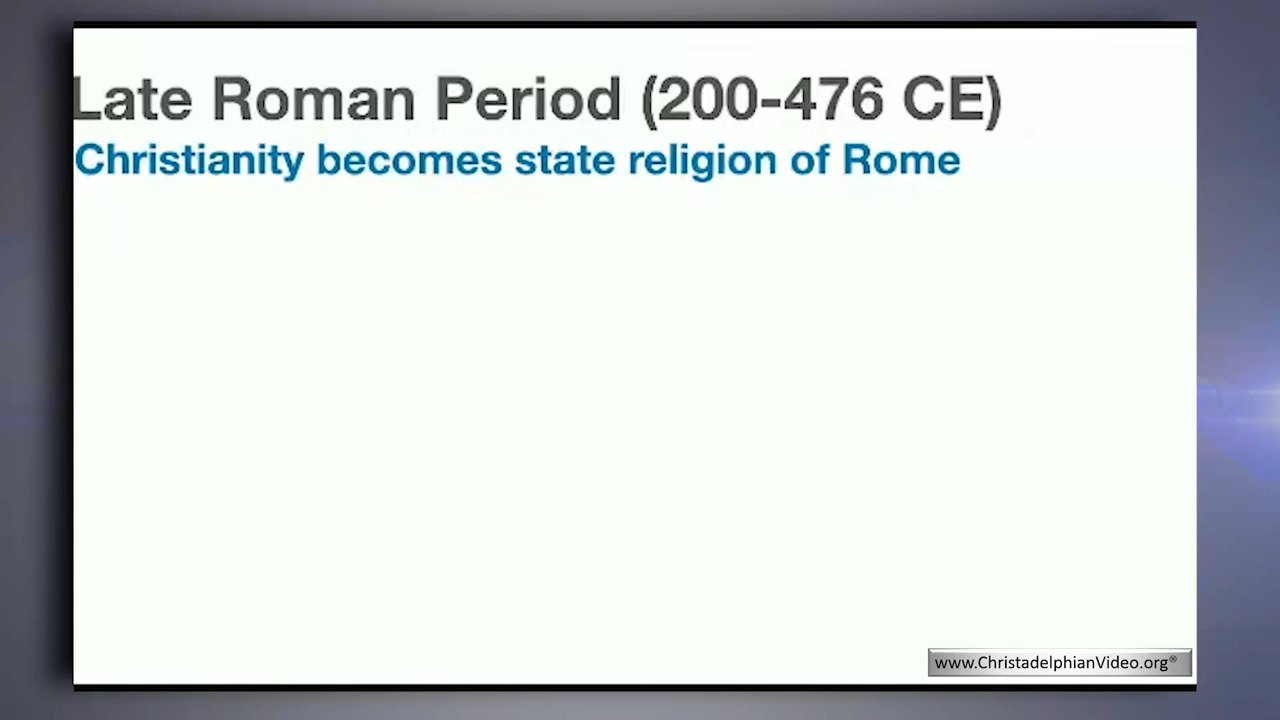 Late Roman Period (200-476 CE)
Christianity becomes state religion of Rome
www.ChristadelphianVideo.org®